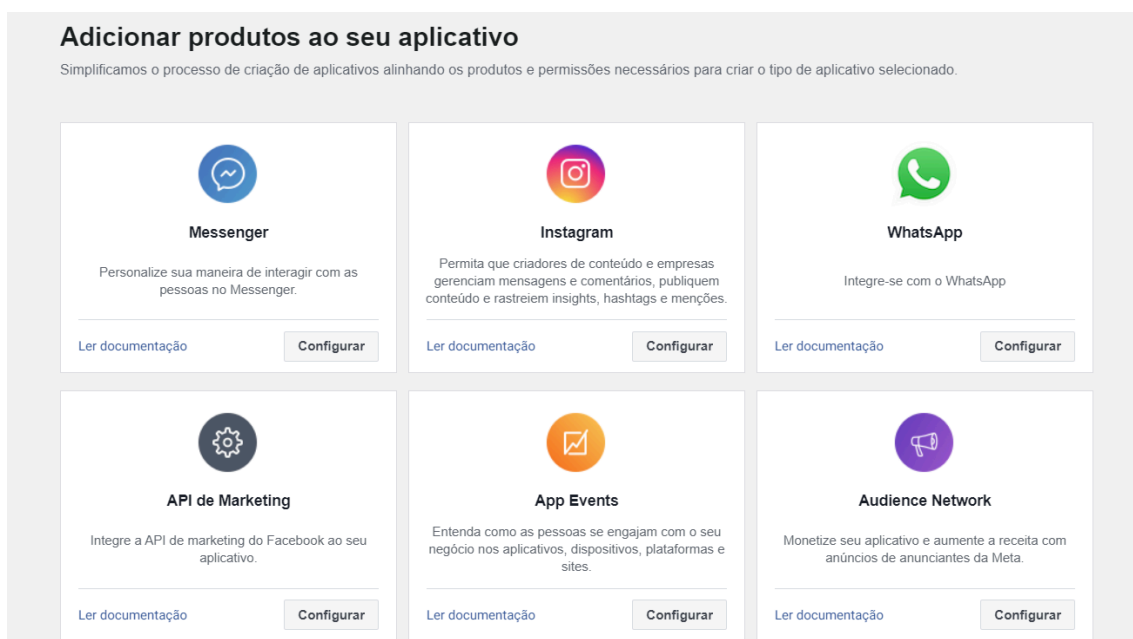 Adicionar produtos ao seu aplicativo
Simplificamos o processo de criação de aplicativos alinhando os produtos e permissões necessários para criar o tipo de aplicativo selecionado.
Messenger
Personalize sua maneira de interagir com as
pessoas no Messenger.
Ler documentação
Configurar
Instagram
Permita que criadores de conteúdo e empresas
gerenciam mensagens e comentários, publiquem
conteúdo e rastreiem insights, hashtags e menções.
Ler documentação
Configurar
WhatsApp
Integre-se com o WhatsApp
Ler documentação
Configurar
API de Marketing
Integre a API de marketing do Facebook ao seu
aplicativo.
Ler documentação
Configurar
App Events
Entenda como as pessoas se engajam com o seu
negócio nos aplicativos, dispositivos, plataformas e
sites.
Ler documentação
Configurar
Audience Network
Monetize seu aplicativo e aumente a receita com
anúncios de anunciantes da Meta.
Ler documentação
Configurar